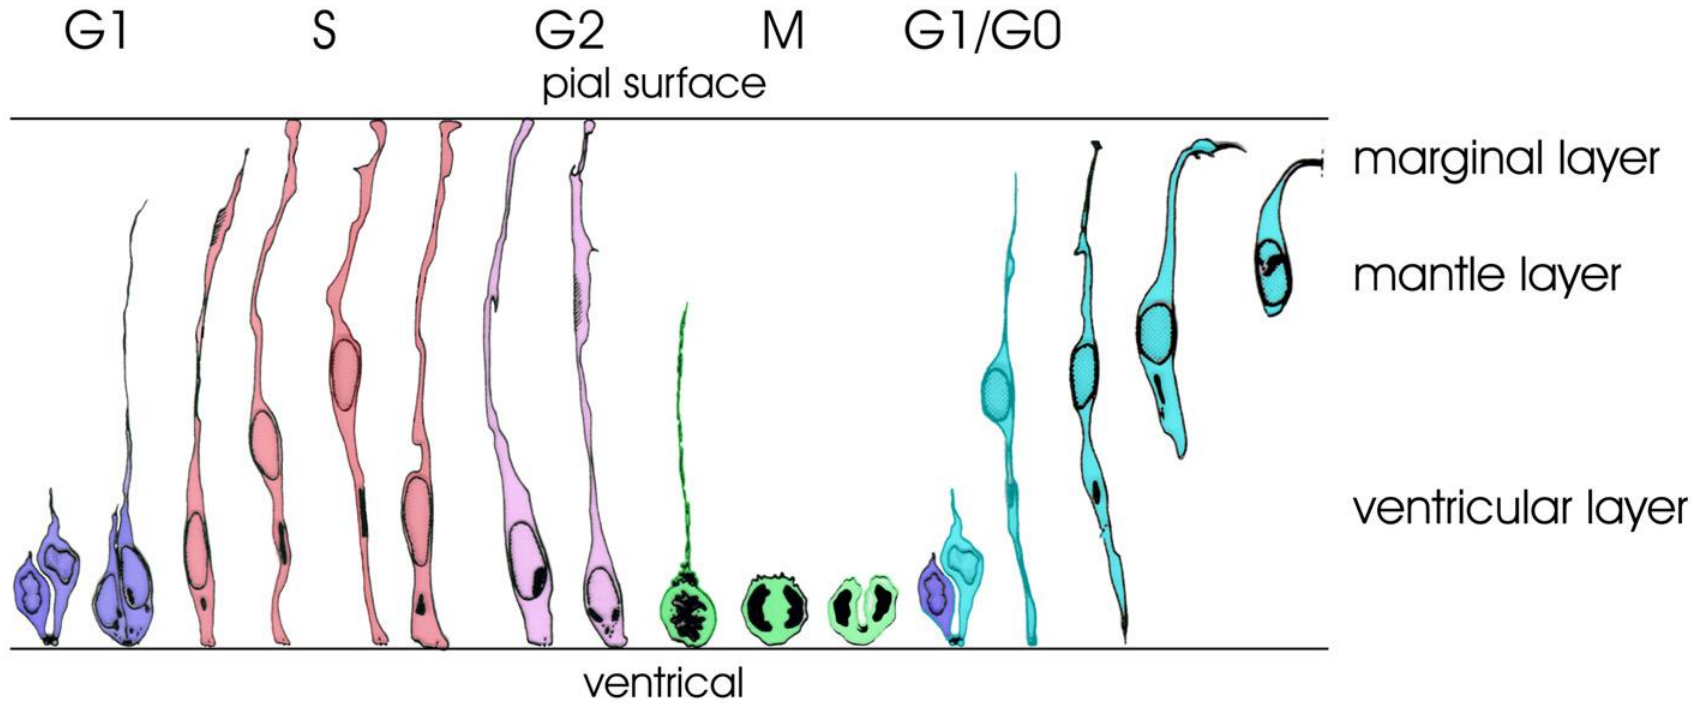 G1 S G2 M G1/G0
pial surface
marginal layer
mantle layer
ventricular layer
ventrical